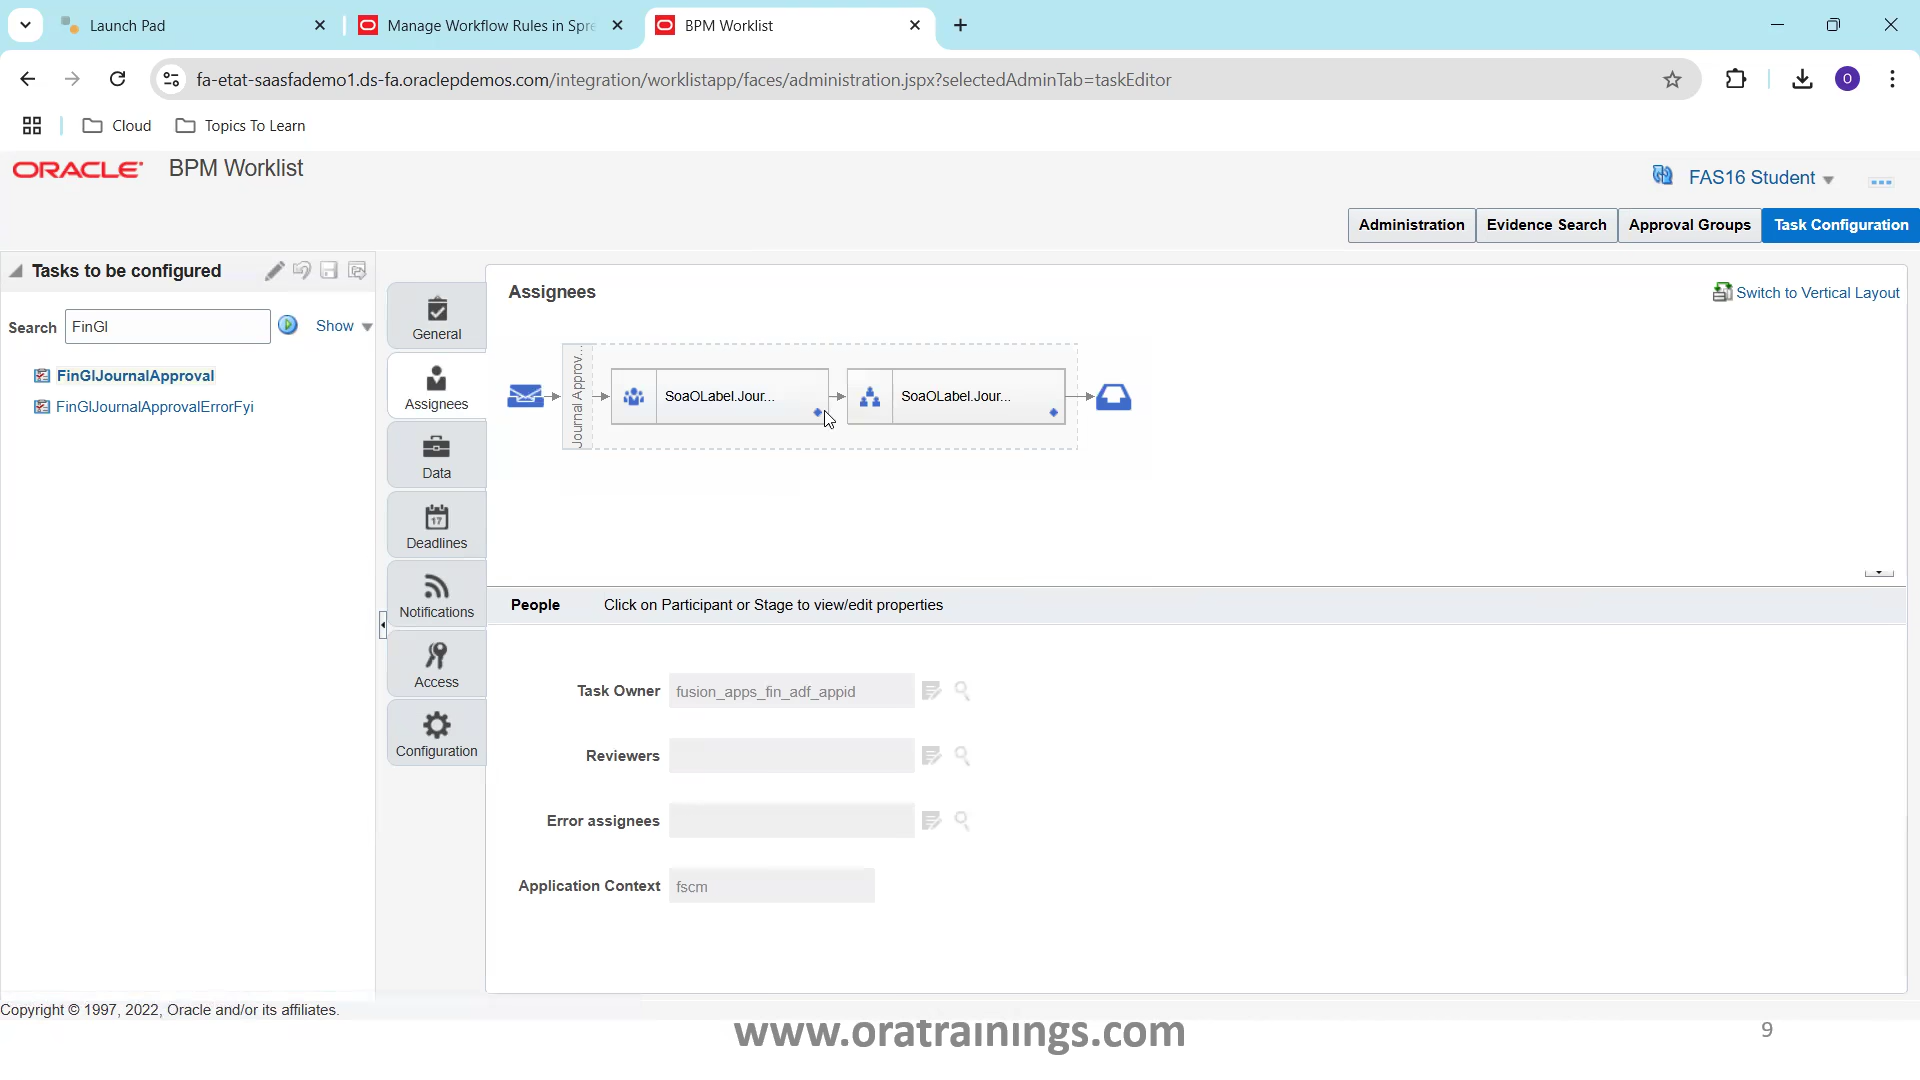 Launch Pad
Manage Workflow Rules in Spre
BPM Worklist
fa-etat-saasfademo1.ds-fa.oraclepdemos.com/integration/worklistapp/faces/administration.jspx?selectedAdminTab=taskEditor
O
Cloud
Topics To Learn
ORACLE
BPM Worklist
FAS16 Student
Administration
Evidence Search
Approval Groups
Task Configuration
Tasks to be configured
Search
FinGl
Show
FinGlJournalApproval
FinGlJournalApprovalErrorFyi
General
Assignees
Data
17
Deadlines
Notifications
Access
Configuration
Assignees
Switch to Vertical Layout
Journal Approv...
SoaOLabel.Jour...
SoaOLabel.Jour...
People
Click on Participant or Stage to view/edit properties
Task Owner
fusion_apps_fin_adf_appid
Reviewers
Error assignees
Application Context
fscm
Copyright © 1997, 2022, Oracle and/or its affiliates.
www.oratrainings.com
9